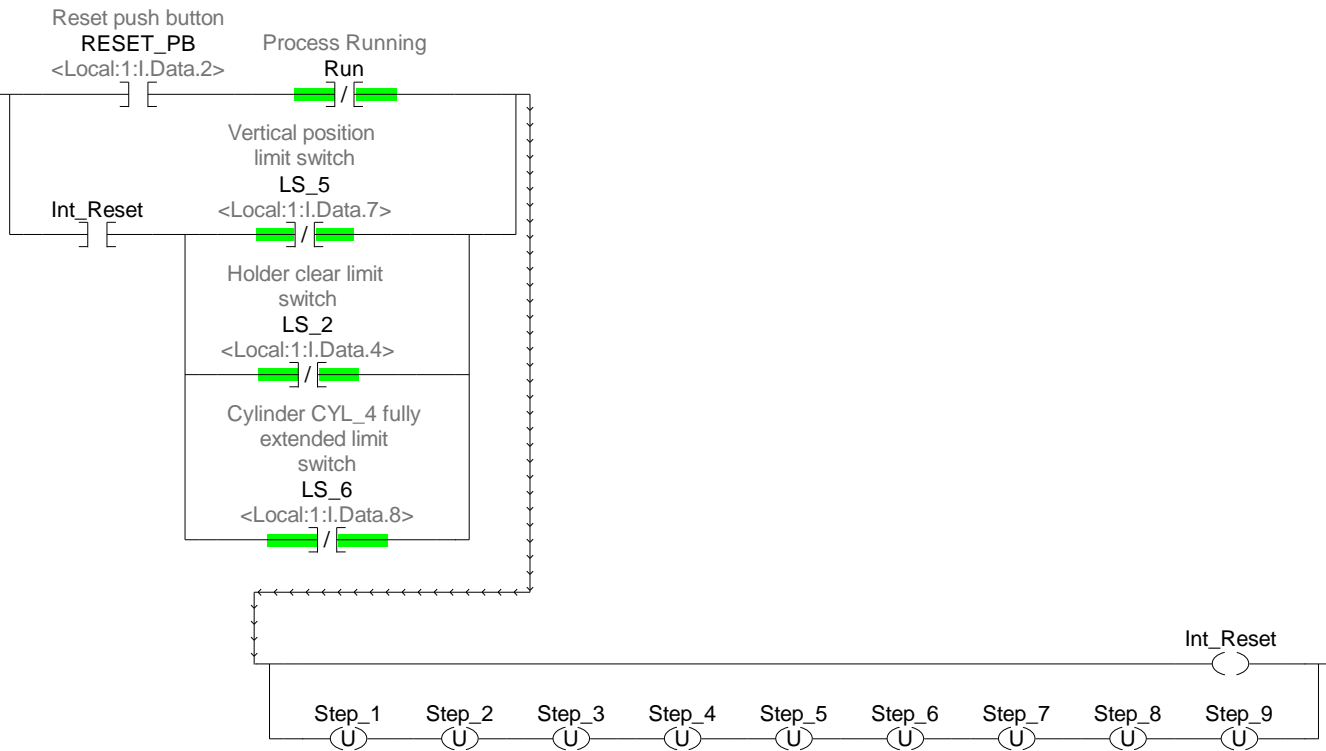 Reset push button
RESET_PB
<Local:1:I.Data.2>
Process Running
Run
/
Vertical position
limit switch
LS_5
<Local:1:I.Data.7>
/
Int_Reset
Holder clear limit
switch
LS_2
<Local:1:I.Data.4>
/
Cylinder CYL_4 fully
extended limit
switch
LS_6
<Local:1:I.Data.8>
/
Int_Reset
Step_1 Step_2 Step_3 Step_4 Step_5 Step_6 Step_7 Step_8 Step_9
U U U U U U U U U